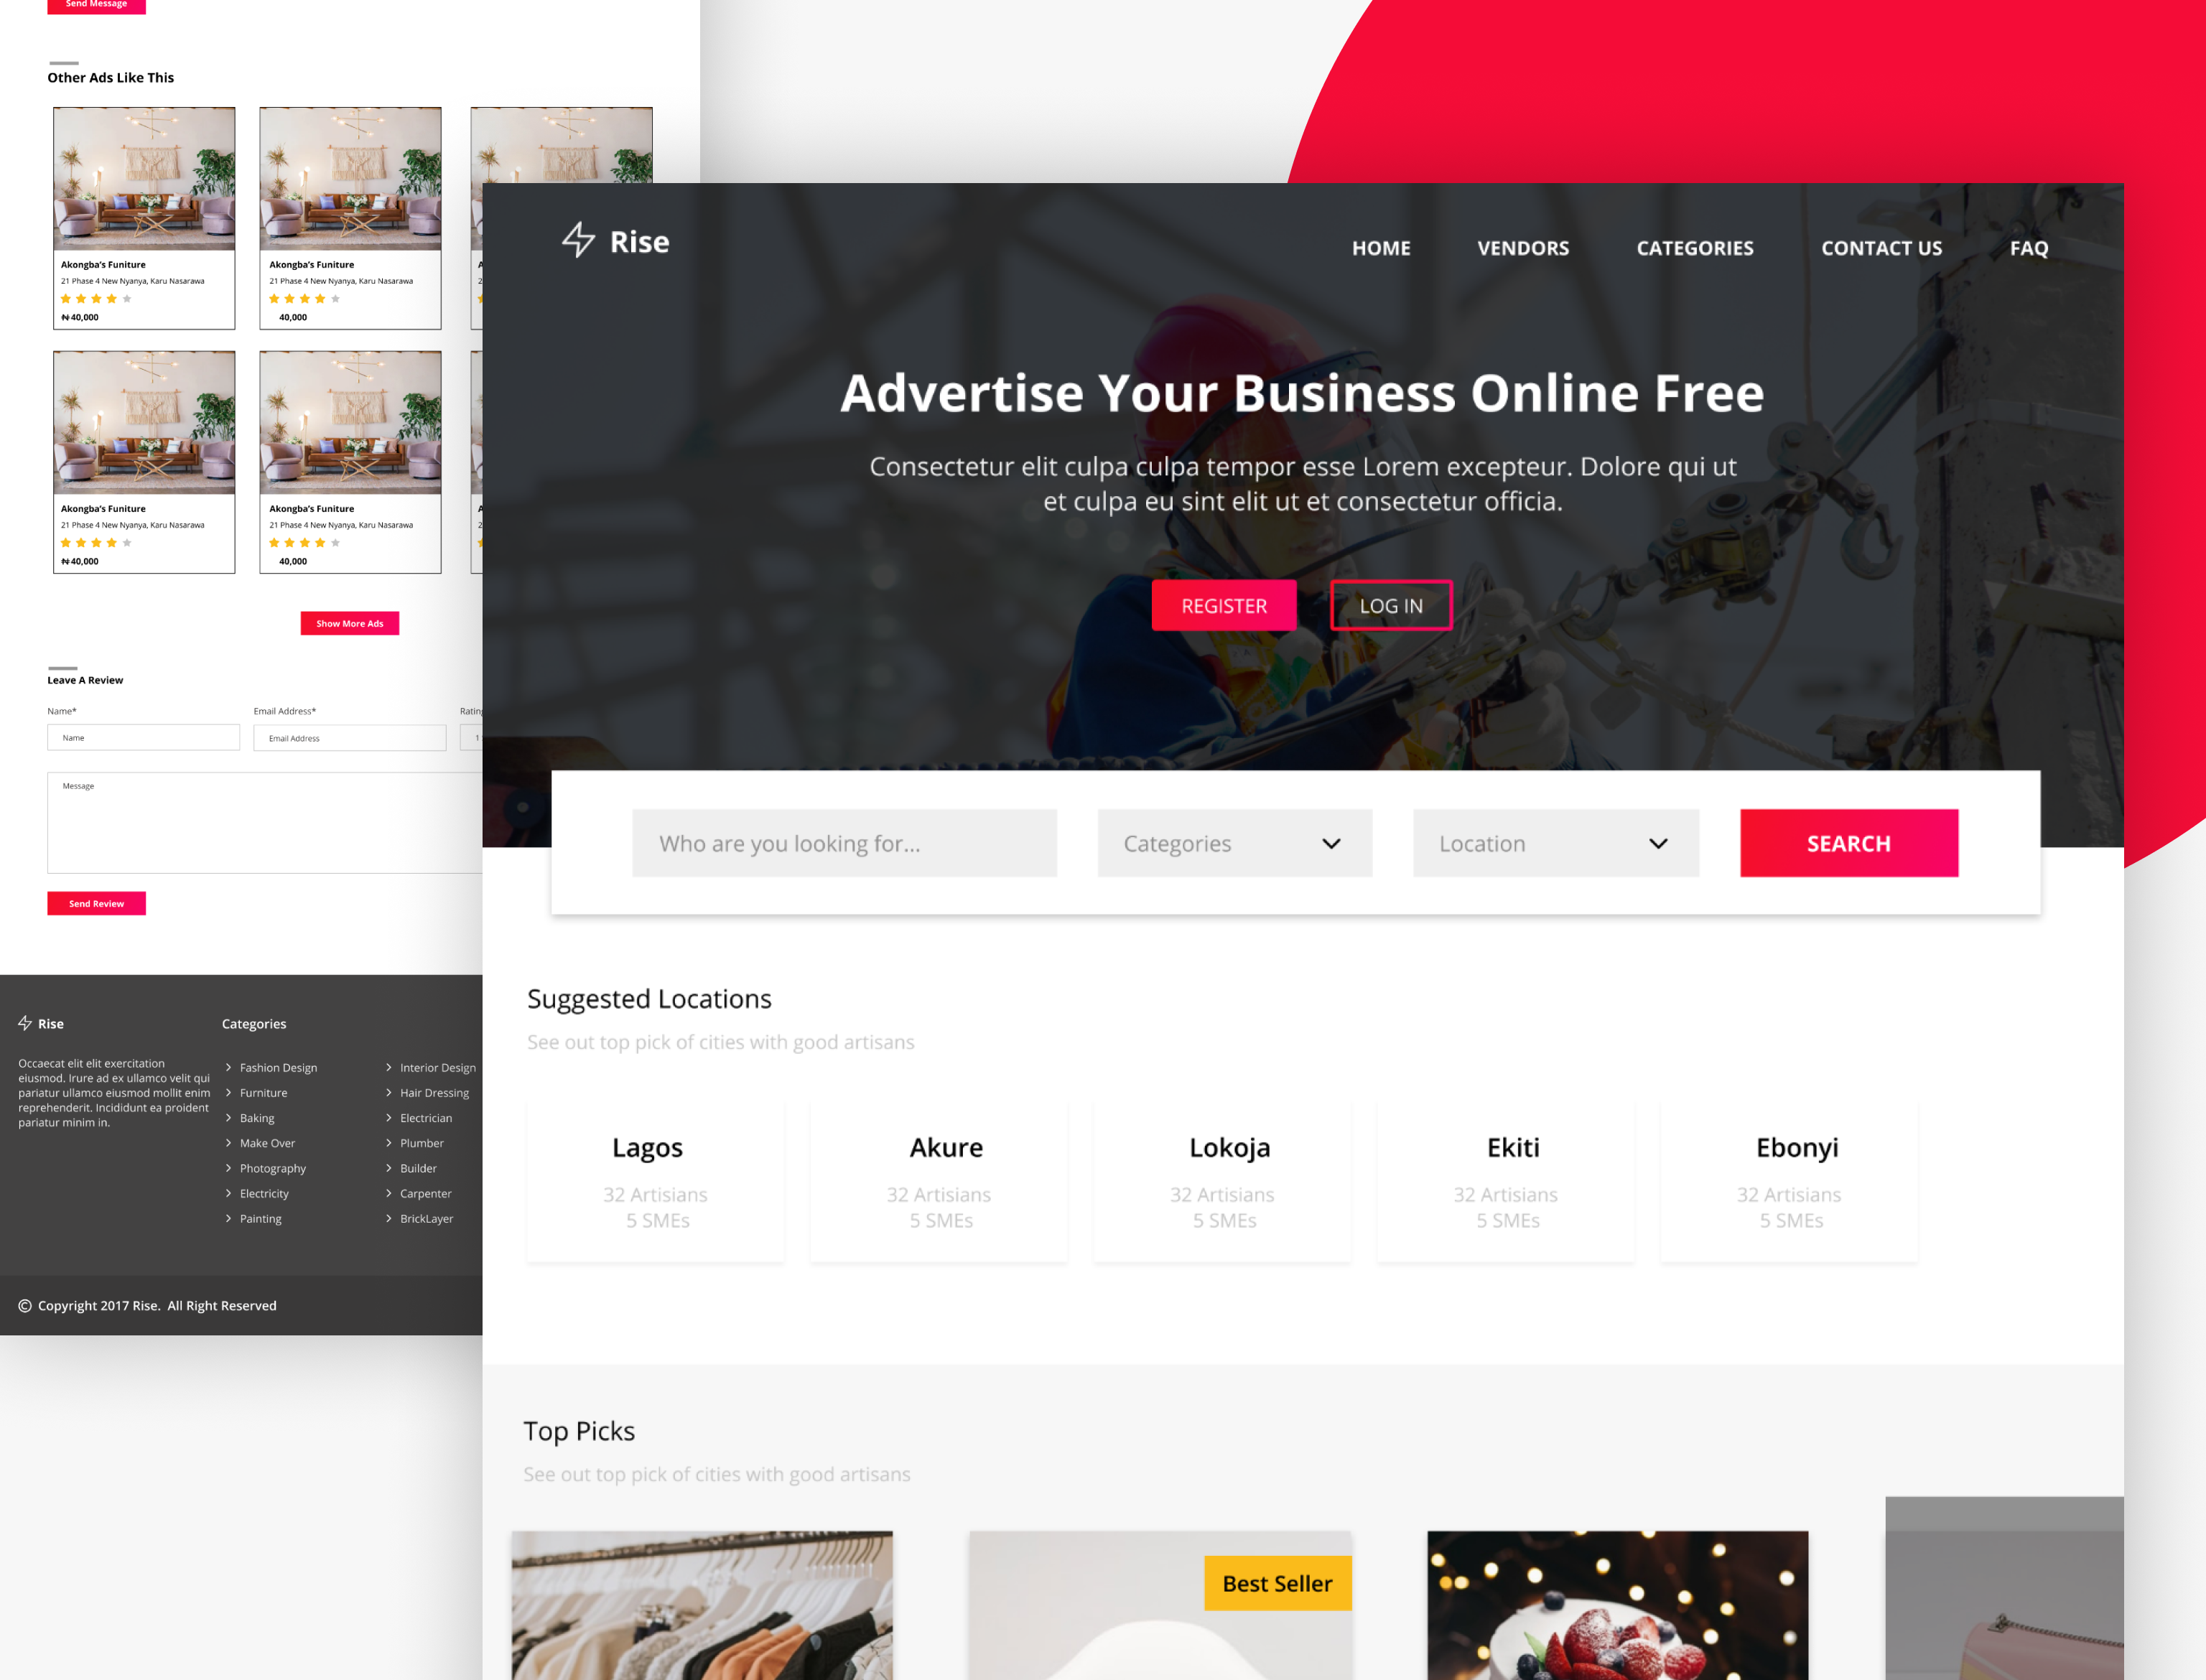 Send Message
Other Ads Like This
Akongba's Funiture
21 Phase 4 New Nyanya, Karu Nasarawa
₦40,000
Akongba's Funiture
21 Phase 4 New Nyanya, Karu Nasarawa
40,000
Akongba's Funiture
21 Phase 4 New Nyanya, Karu Nasarawa
₦40,000
Akongba's Funiture
21 Phase 4 New Nyanya, Karu Nasarawa
40,000
Show More Ads
Leave A Review
Name*
Email Address*
Name
Email Address
1
Message
Send Review
Rise
Occaecat elit elit exercitation
eiusmod. Irure ad ex ullamco velit qui
pariatur ullamco eiusmod mollit enim
reprehenderit. Incididunt ea proident
pariatur minim in.
Categories
Fashion Design
Furniture
Baking
Make Over
Photography
Electricity
Painting
Interior Design
Hair Dressing
Electrician
Plumber
Builder
Carpenter
BrickLayer
© Copyright 2017 Rise. All Right Reserved
Rise
HOME
VENDORS
CATEGORIES
CONTACT US
FAQ
Advertise Your Business Online Free
Consectetur elit culpa culpa tempor esse Lorem excepteur. Dolore qui ut
et culpa eu sint elit ut et consectetur officia.
REGISTER
LOG IN
Who are you looking for...
Categories
Location
SEARCH
Suggested Locations
See out top pick of cities with good artisans
Lagos
32 Artisians
5 SMEs
Akure
32 Artisians
5 SMEs
Lokoja
32 Artisians
5 SMEs
Ekiti
32 Artisians
5 SMEs
Ebonyi
32 Artisians
5 SMEs
Top Picks
See out top pick of cities with good artisans
Best Seller